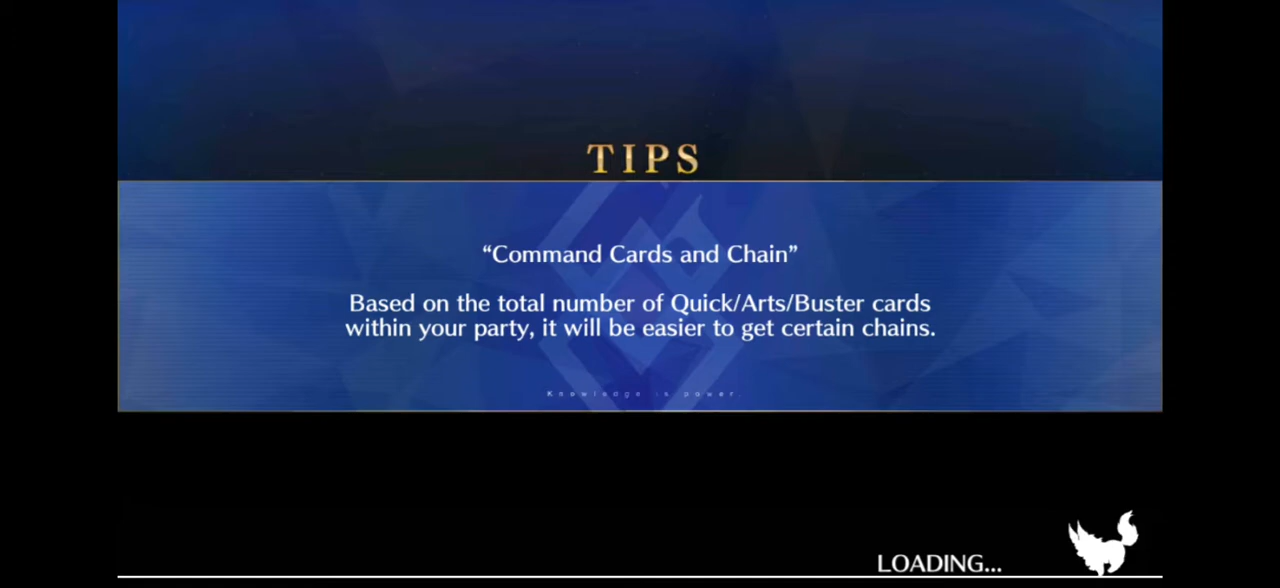 TIPS
“Command Cards and Chain”
Based on the total number of Quick/Arts/Buster cards
within your party, it will be easier to get certain chains.
Knowledge is power.
LOADING...